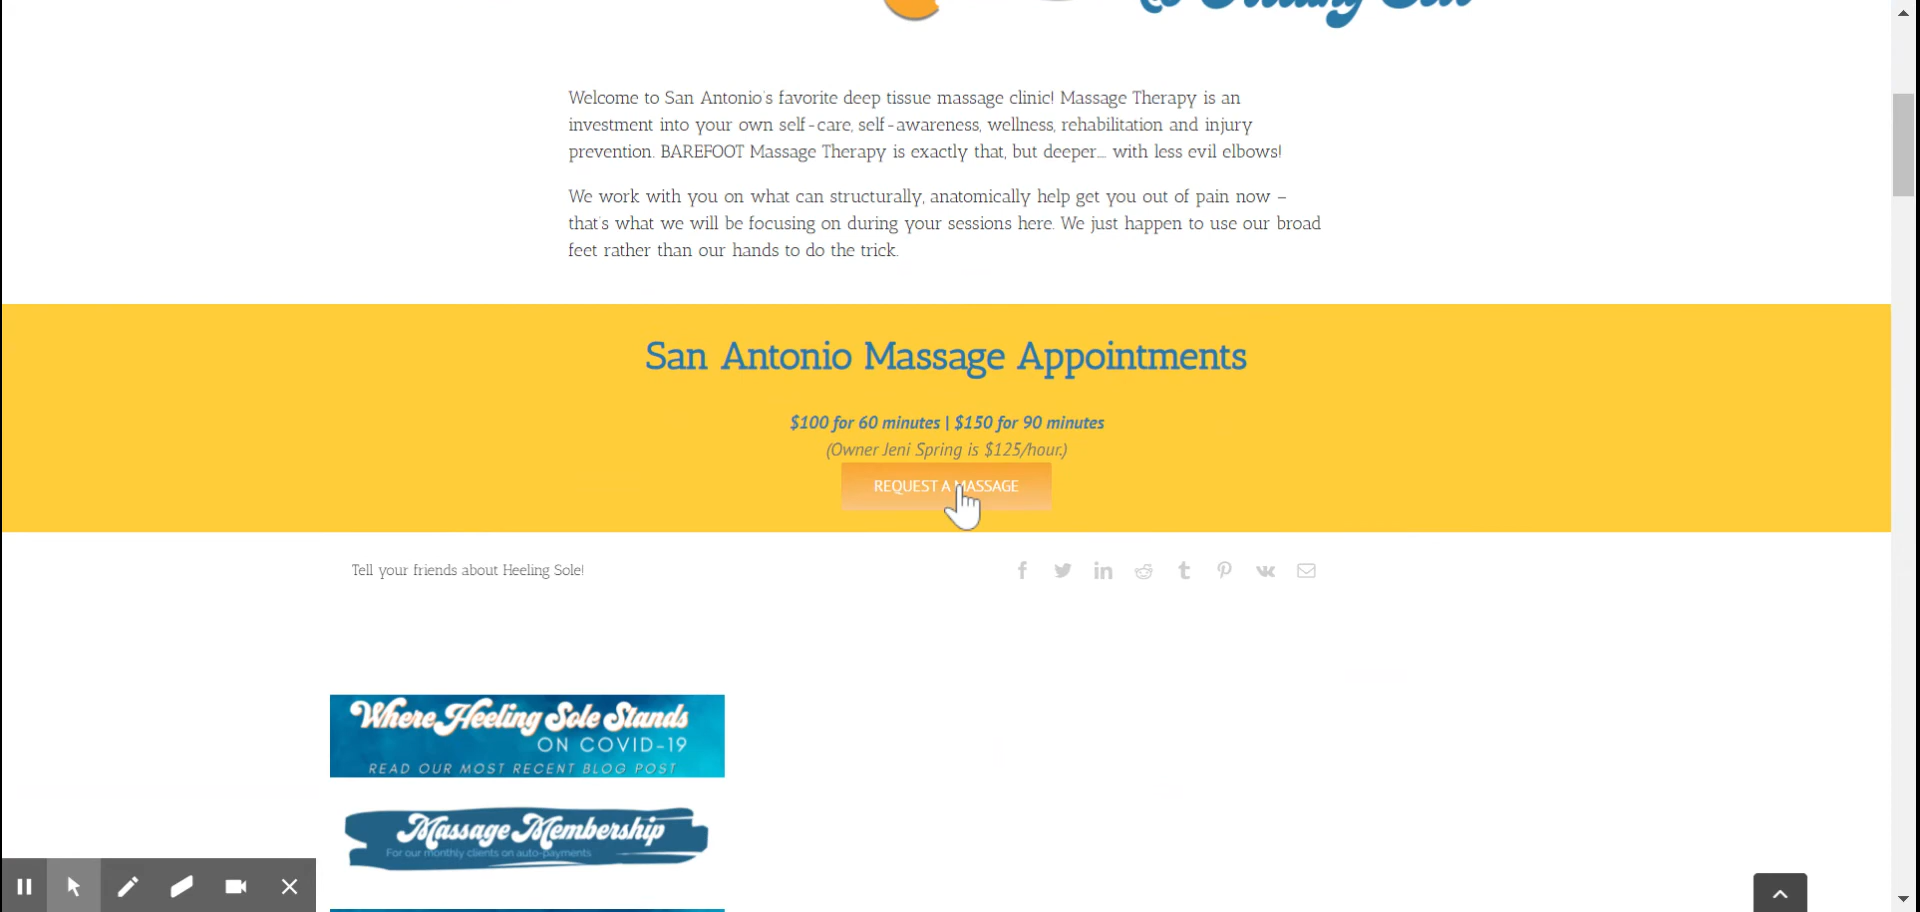 Welcome to San Antonio's favorite deep tissue massage clinic! Massage Therapy is an
investment into your own self-care, self-awareness, wellness, rehabilitation and injury
prevention. BAREFOOT Massage Therapy is exactly that, but deeper.... with less evil elbows!
We work with you on what can structurally, anatomically help get you out of pain now –
that's what we will be focusing on during your sessions here. We just happen to use our broad
feet rather than our hands to do the trick.
San Antonio Massage Appointments
$100 for 60 minutes | $150 for 90 minutes
(Owner Jeni Spring is $125/hour.)
REQUEST A MASSAGE
Tell your friends about Heeling Sole!
Where Heeling Sole Stands
ON COVID-19
READ OUR MOST RECENT BLOG POST
Massage Membership
For our monthly clients on auto-payments